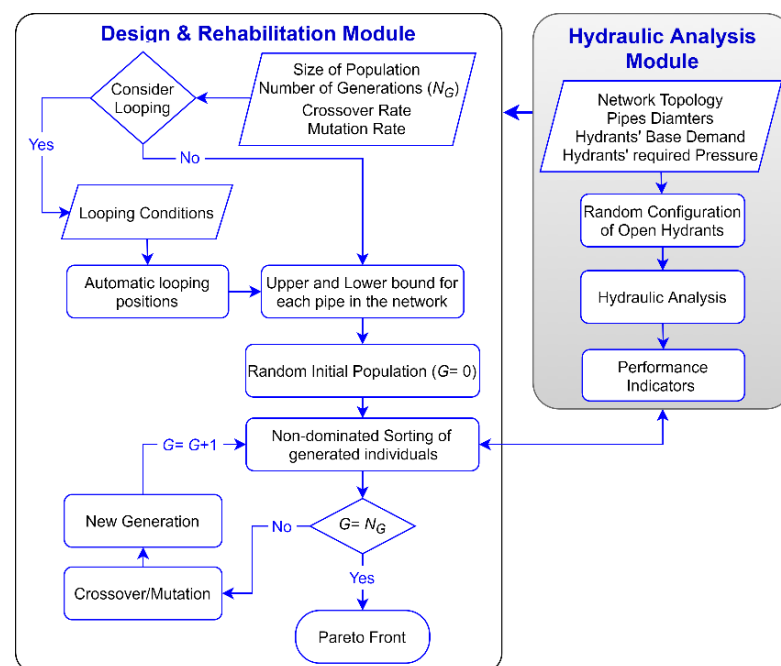 Design & Rehabilitation Module
Consider
Looping
Size of Population
Number of Generations (NG)
Crossover Rate
Mutation Rate
Yes
No
Looping Conditions
Automatic looping
positions
Upper and Lower bound for
each pipe in the network
Random Initial Population (G= 0)
G= G+1
Non-dominated Sorting of
generated individuals
New Generation
No
G= NG
Crossover/Mutation
Yes
Pareto Front
Hydraulic Analysis
Module
Network Topology
Pipes Diamters
Hydrants' Base Demand
Hydrants' required Pressure
Random Configuration
of Open Hydrants
Hydraulic Analysis
Performance
Indicators